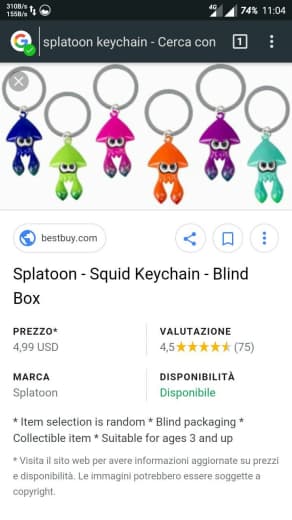 310B/s
155B/s
4G
74% 11:04
splatoon keychain - Cerca con
1
bestbuy.com
Splatoon - Squid Keychain - Blind
Box
PREZZO*
VALUTAZIONE
4,99 USD
4,5★★★★★ (75)
MARCA
DISPONIBILITÀ
Splatoon
Disponibile
* Item selection is random * Blind packaging *
Collectible item * Suitable for ages 3 and up
* Visita il sito web per avere informazioni aggiornate su prezzi
e disponibilità. Le immagini potrebbero essere soggette a
copyright.